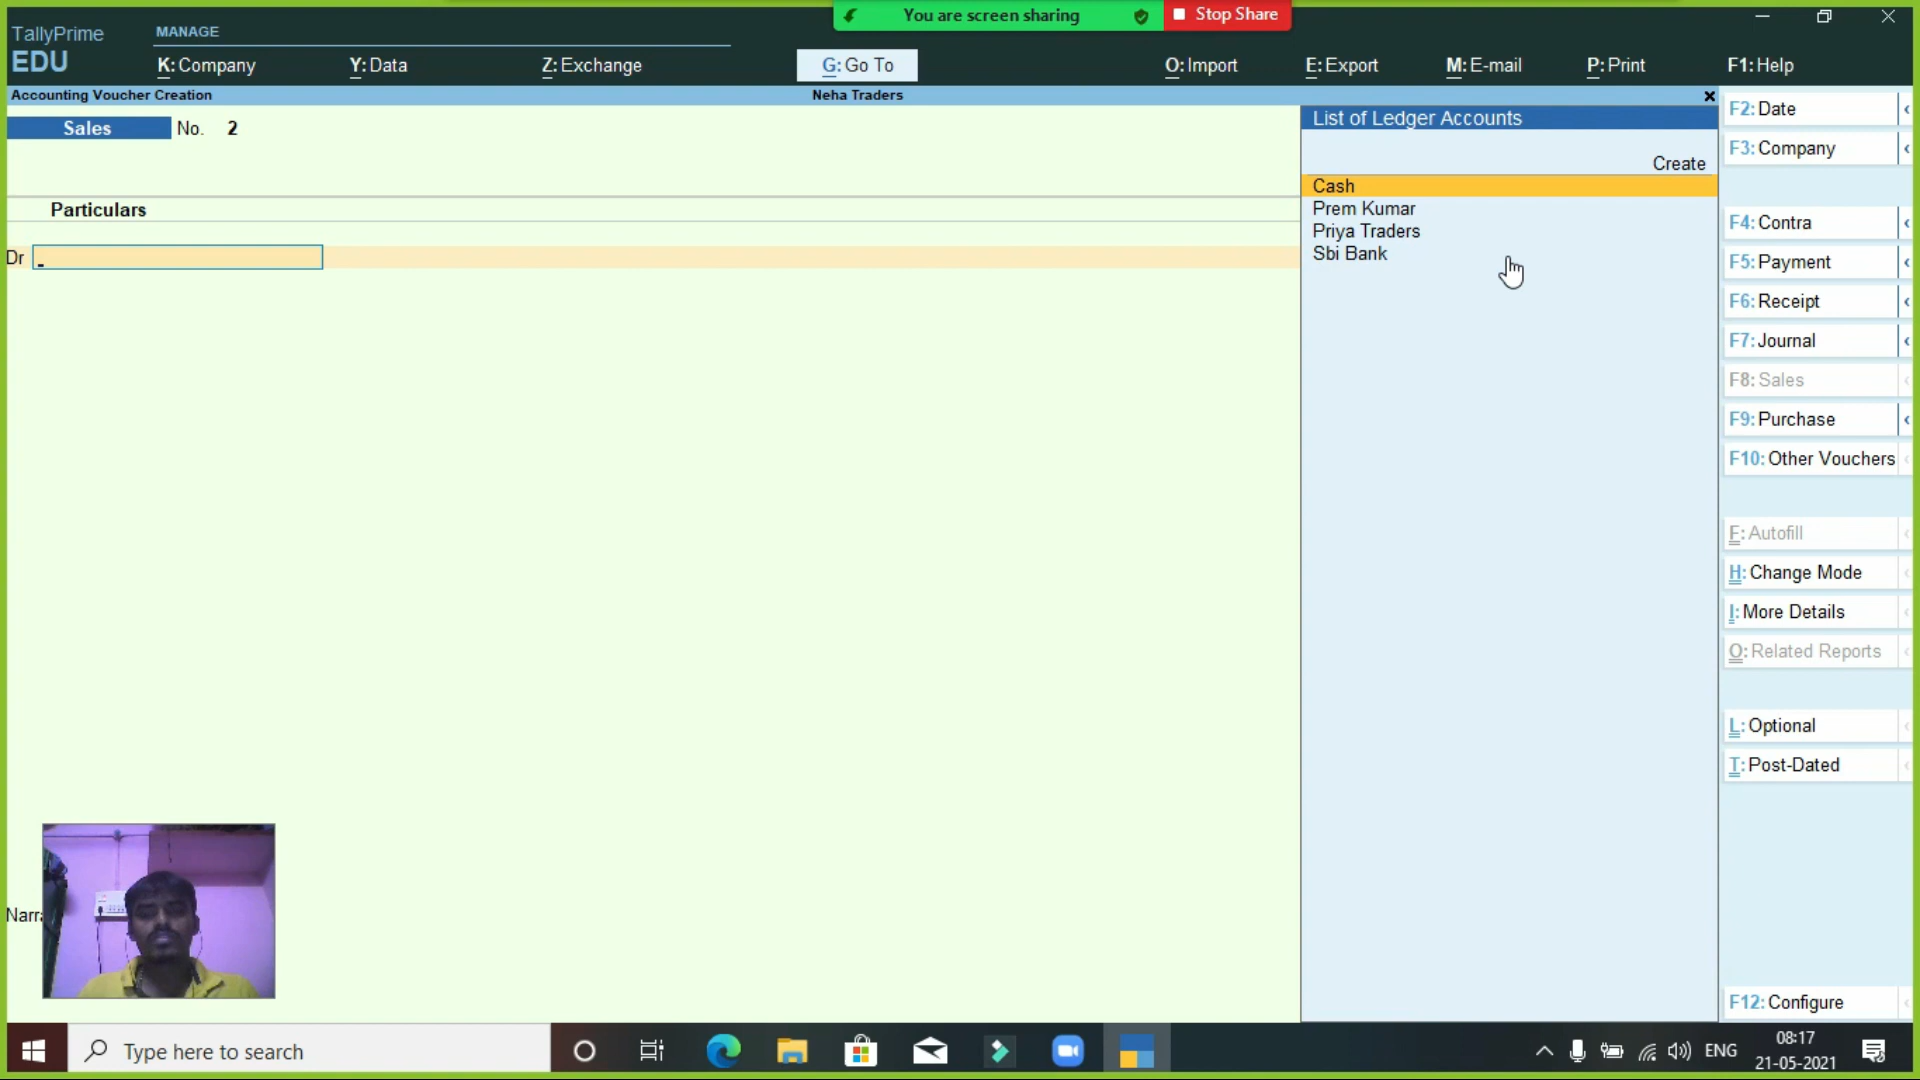 You are screen sharing
Stop Share
TallyPrime
EDU
MANAGE
K: Company
Y: Data
Z: Exchange
G: Go To
O: Import
E: Export
M: E-mail
P: Print
F1: Help
Accounting Voucher Creation
Neha Traders
Sales No. 2
Particulars
Dr
Narra
List of Ledger Accounts
Create
Cash
Prem Kumar
Priya Traders
Sbi Bank
F2: Date
F3: Company
F4: Contra
F5: Payment
F6: Receipt
F7: Journal
F8: Sales
F9: Purchase
F10: Other Vouchers
F: Autofill
H: Change Mode
I: More Details
O: Related Reports
L: Optional
T: Post-Dated
F12: Configure
Type here to search
ENG
08:17
21-05-2021